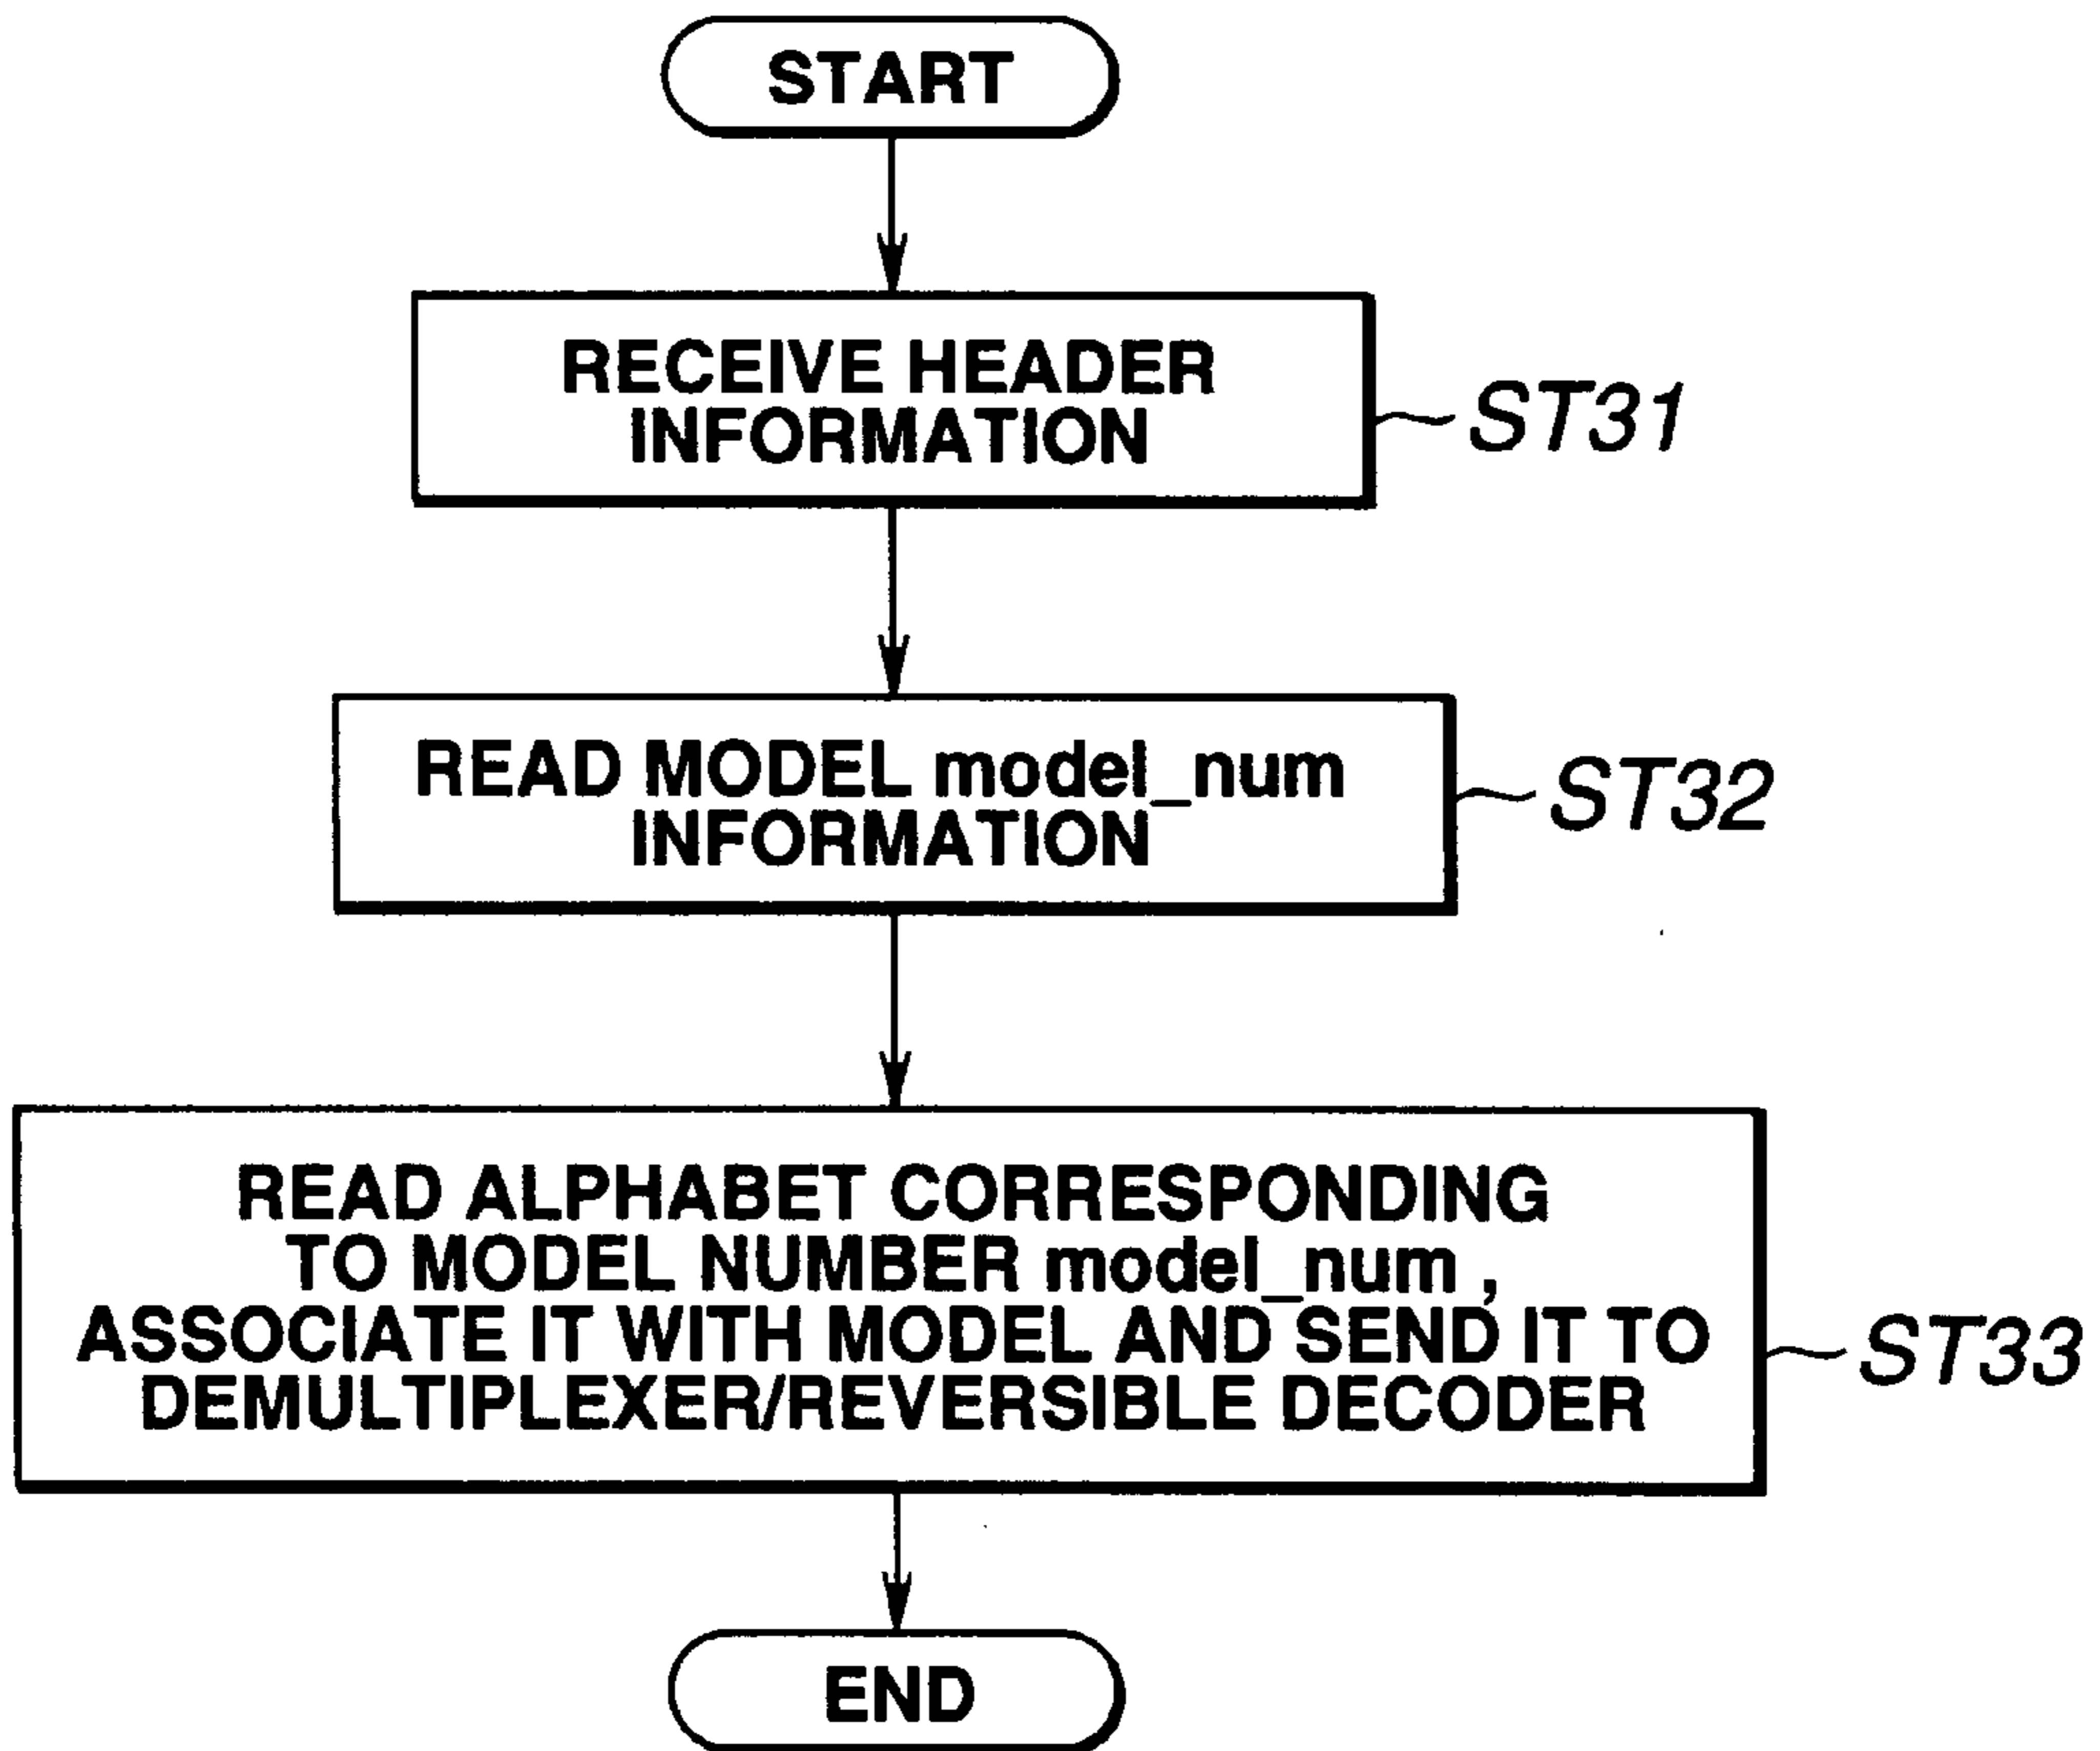 START
RECEIVE HEADER
INFORMATION
ST31
READ MODEL model_num
INFORMATION
ST32
READ ALPHABET CORRESPONDING
TO MODEL NUMBER model_num ,
ASSOCIATE IT WITH MODEL AND SEND IT TO
DEMULTIPLEXER/REVERSIBLE DECODER
ST33
END